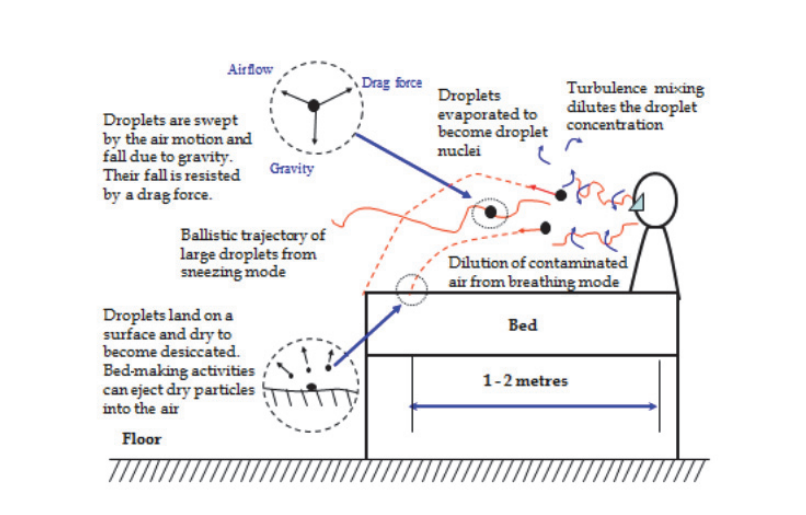 Airflow
Drag force
Gravity
Droplets are swept
by the air motion and
fall due to gravity.
Their fall is resisted
by a drag force.
Droplets
evaporated to
become droplet
nuclei
Turbulence mixing
dilutes the droplet
concentration
Ballistic trajectory of
large droplets from
sneezing mode
Dilution of contaminated
air from breathing mode
Droplets land on a
surface and dry to
become desiccated.
Bed-making activities
can eject dry particles
into the air
Bed
1 - 2 metres
Floor